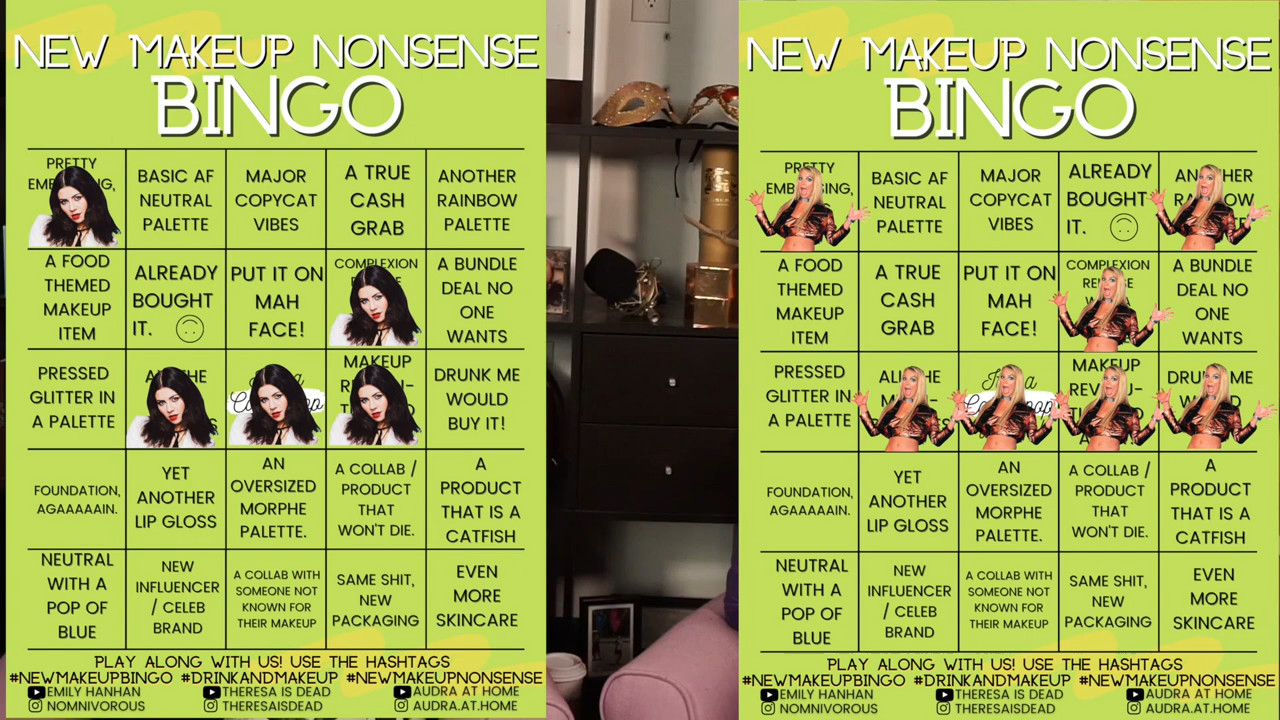 NEW MAKEUP NONSENSE
BINGO
PRETTY
BASIC AF
NEUTRAL
PALETTE
MAJOR
COPYCAT
VIBES
A TRUE
CASH
GRAB
ANOTHER
RAINBOW
PALETTE
A FOOD
THEMED
MAKEUP
ITEM
ALREADY
BOUGHT
IT.
PUT IT ON
MAH
FACE!
COMPLEXION
A BUNDLE
DEAL NO
ONE
WANTS
PRESSED
GLITTER IN
A PALETTE
MAKEUP
DRUNK ME
WOULD
BUY IT!
FOUNDATION,
AGAAAAAIN.
YET
ANOTHER
LIP GLOSS
AN
OVERSIZED
MORPHE
PALETTE.
A COLLAB /
PRODUCT
THAT
WON'T DIE.
A
PRODUCT
THAT IS A
CATFISH
NEUTRAL
WITH A
POP OF
BLUE
NEW
INFLUENCER
/ CELEB
BRAND
A COLLAB WITH
SOMEONE NOT
KNOWN FOR
THEIR MAKEUP
SAME SHIT,
NEW
PACKAGING
EVEN
MORE
SKINCARE
PLAY ALONG WITH US! USE THE HASHTAGS
#NEWMAKEUPBINGO #DRINKANDMAKEUP #NEWMAKEUPNONSENSE
EMILY HANHAN THERESA IS DEAD AUDRA AT HOME
NOMNIVOROUS THERESAISDEAD AUDRA.AT.HOME
NEW MAKEUP NONSENSE
BINGO
PRETTY
BASIC AF
NEUTRAL
PALETTE
MAJOR
COPYCAT
VIBES
ALREADY
BOUGHT
IT.
A FOOD
THEMED
MAKEUP
ITEM
A TRUE
CASH
GRAB
PUT IT ON
MAH
FACE!
COMPLEXION
A BUNDLE
DEAL NO
ONE
WANTS
PRESSED
GLITTER IN
A PALETTE
MAKEUP
ME
FOUNDATION,
AGAAAAAIN.
YET
ANOTHER
LIP GLOSS
AN
OVERSIZED
MORPHE
PALETTE.
A COLLAB /
PRODUCT
THAT
WON'T DIE.
A
PRODUCT
THAT IS A
CATFISH
NEUTRAL
WITH A
POP OF
BLUE
NEW
INFLUENCER
/ CELEB
BRAND
A COLLAB WITH
SOMEONE NOT
KNOWN FOR
THEIR MAKEUP
SAME SHIT,
NEW
PACKAGING
EVEN
MORE
SKINCARE
PLAY ALONG WITH US! USE THE HASHTAGS
#NEWMAKEUPBINGO #DRINKANDMAKEUP #NEWMAKEUPNONSENSE
EMILY HANHAN THERESA IS DEAD AUDRA AT HOME
NOMNIVOROUS THERESAISDEAD AUDRA.AT.HOME